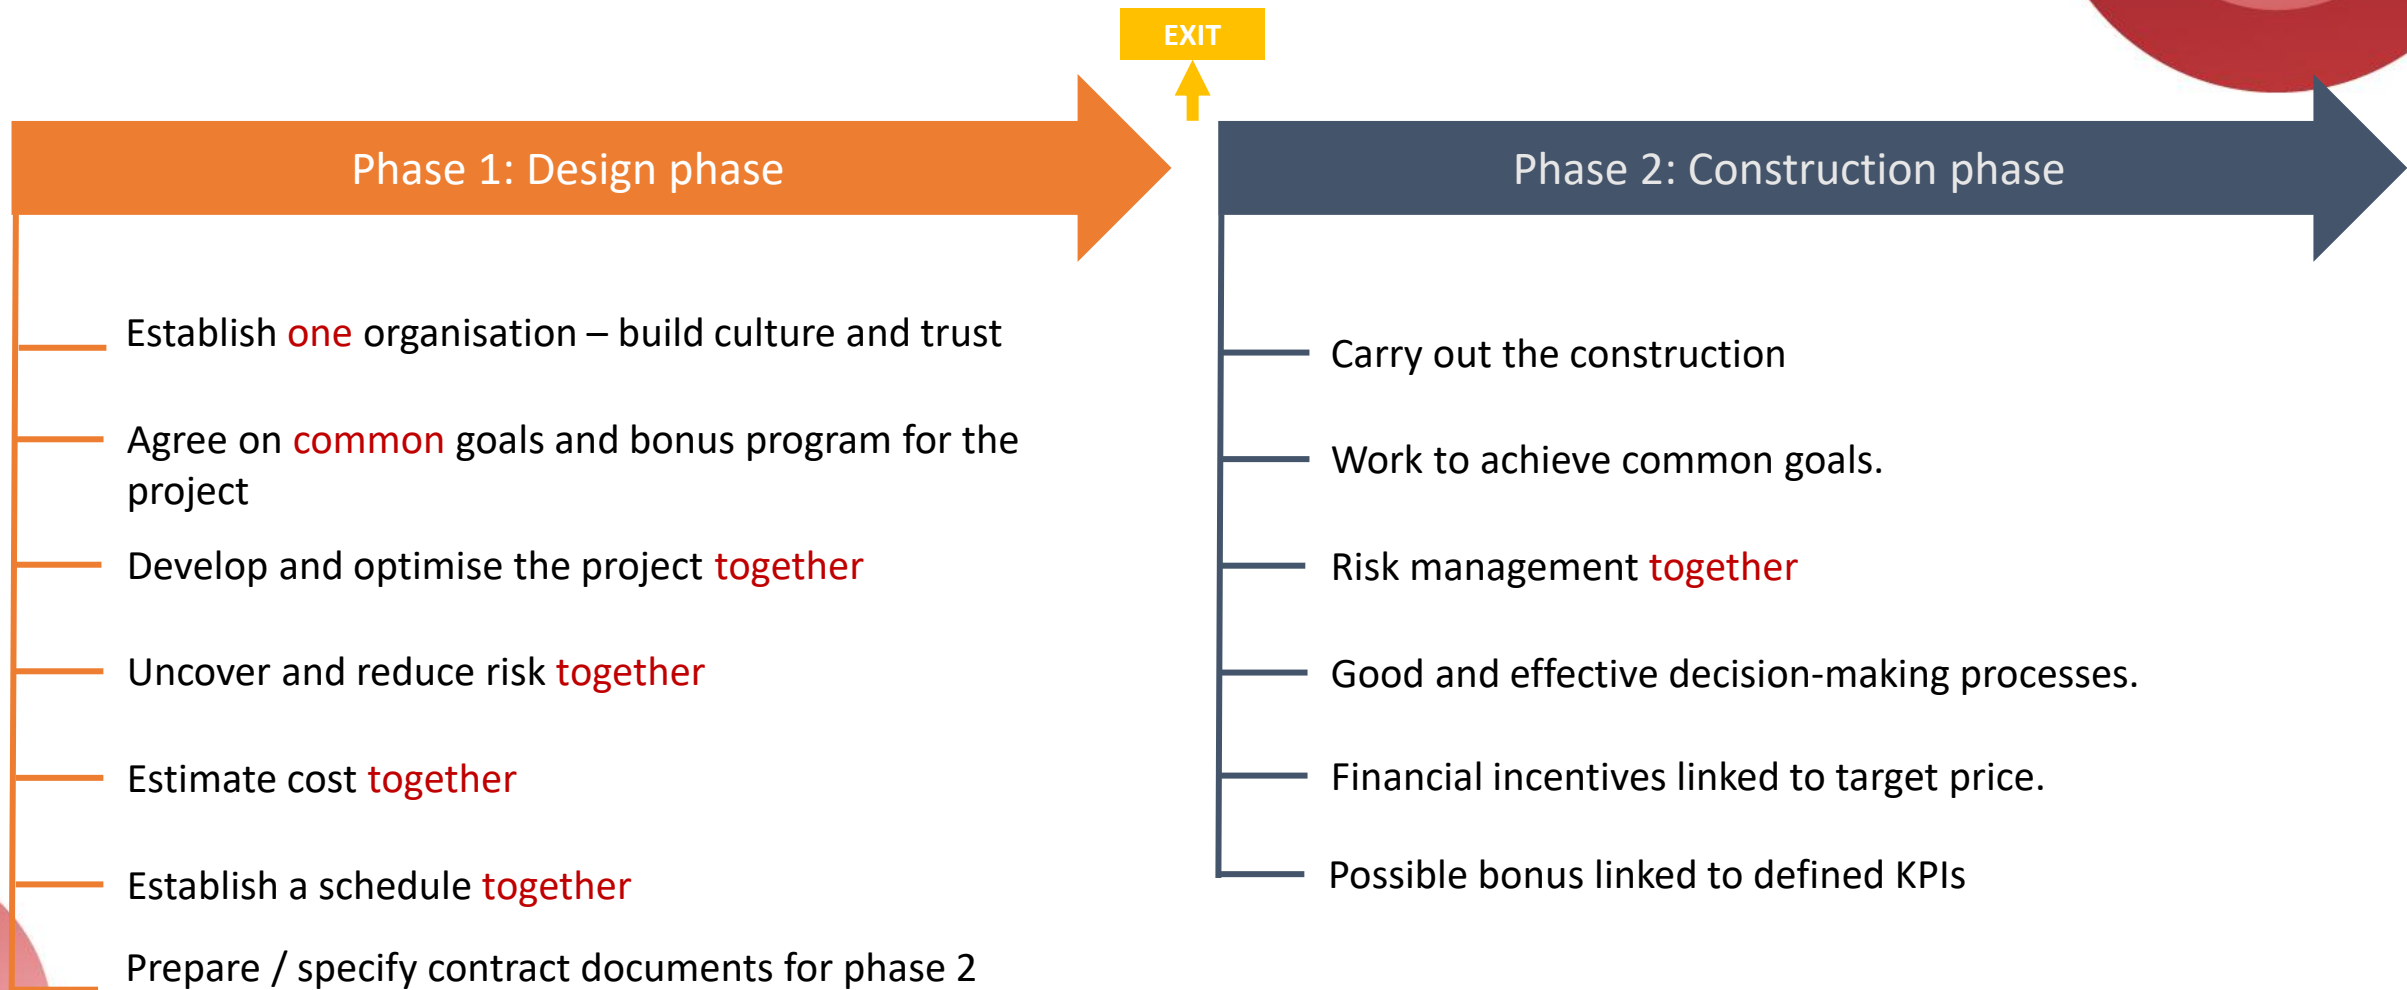 EXIT
Phase 1: Design phase
Establish one organisation – build culture and trust
Agree on common goals and bonus program for the
project
Develop and optimise the project together
Uncover and reduce risk together
Estimate cost together
Establish a schedule together
Prepare / specify contract documents for phase 2
Phase 2: Construction phase
Carry out the construction
Work to achieve common goals.
Risk management together
Good and effective decision-making processes.
Financial incentives linked to target price.
Possible bonus linked to defined KPIs